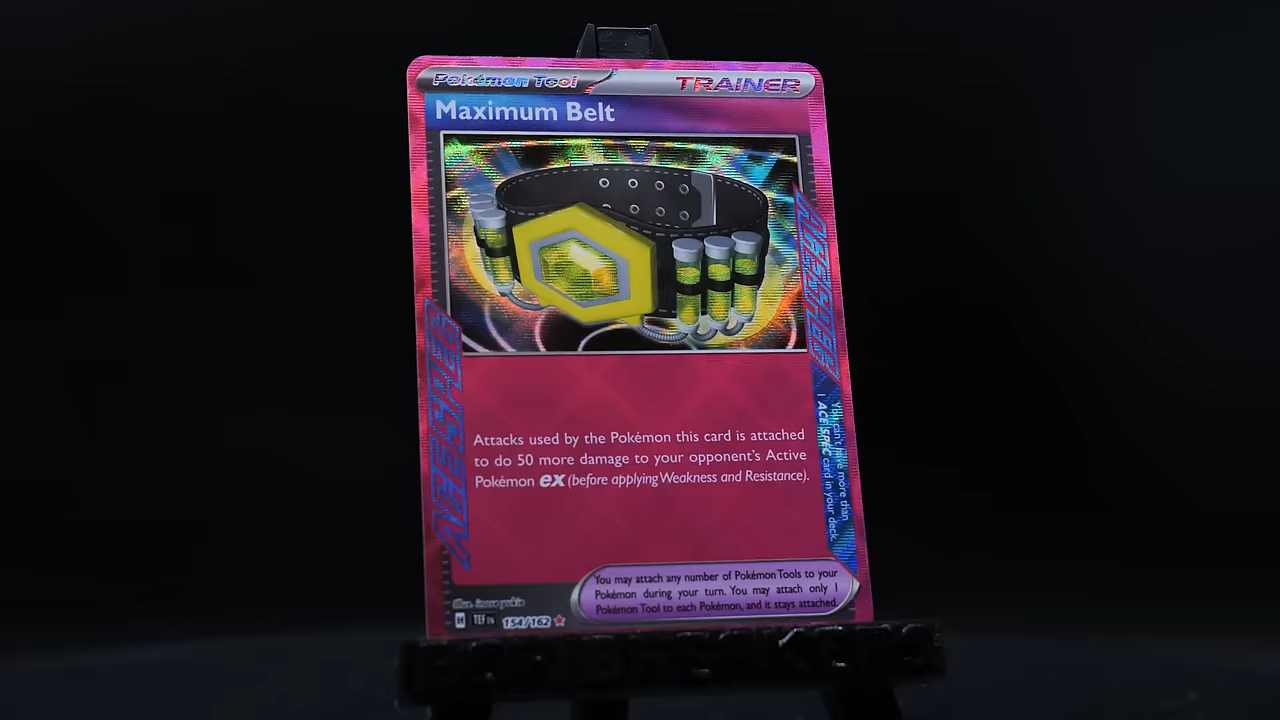 Pokémon Tool
TRAINER
Maximum Belt
ACE SPEC
ACE SPEC
Attacks used by the Pokémon this card is attached
to do 50 more damage to your opponent's Active
Pokémon ex (before applying Weakness and Resistance).
You can't have more than
1 ACE SPEC card in your deck.
You may attach any number of Pokémon Tools to your
Pokémon during your turn. You may attach only 1
Pokémon Tool to each Pokémon, and it stays attached.
illus. inose yukie
H TEF EN 154/162